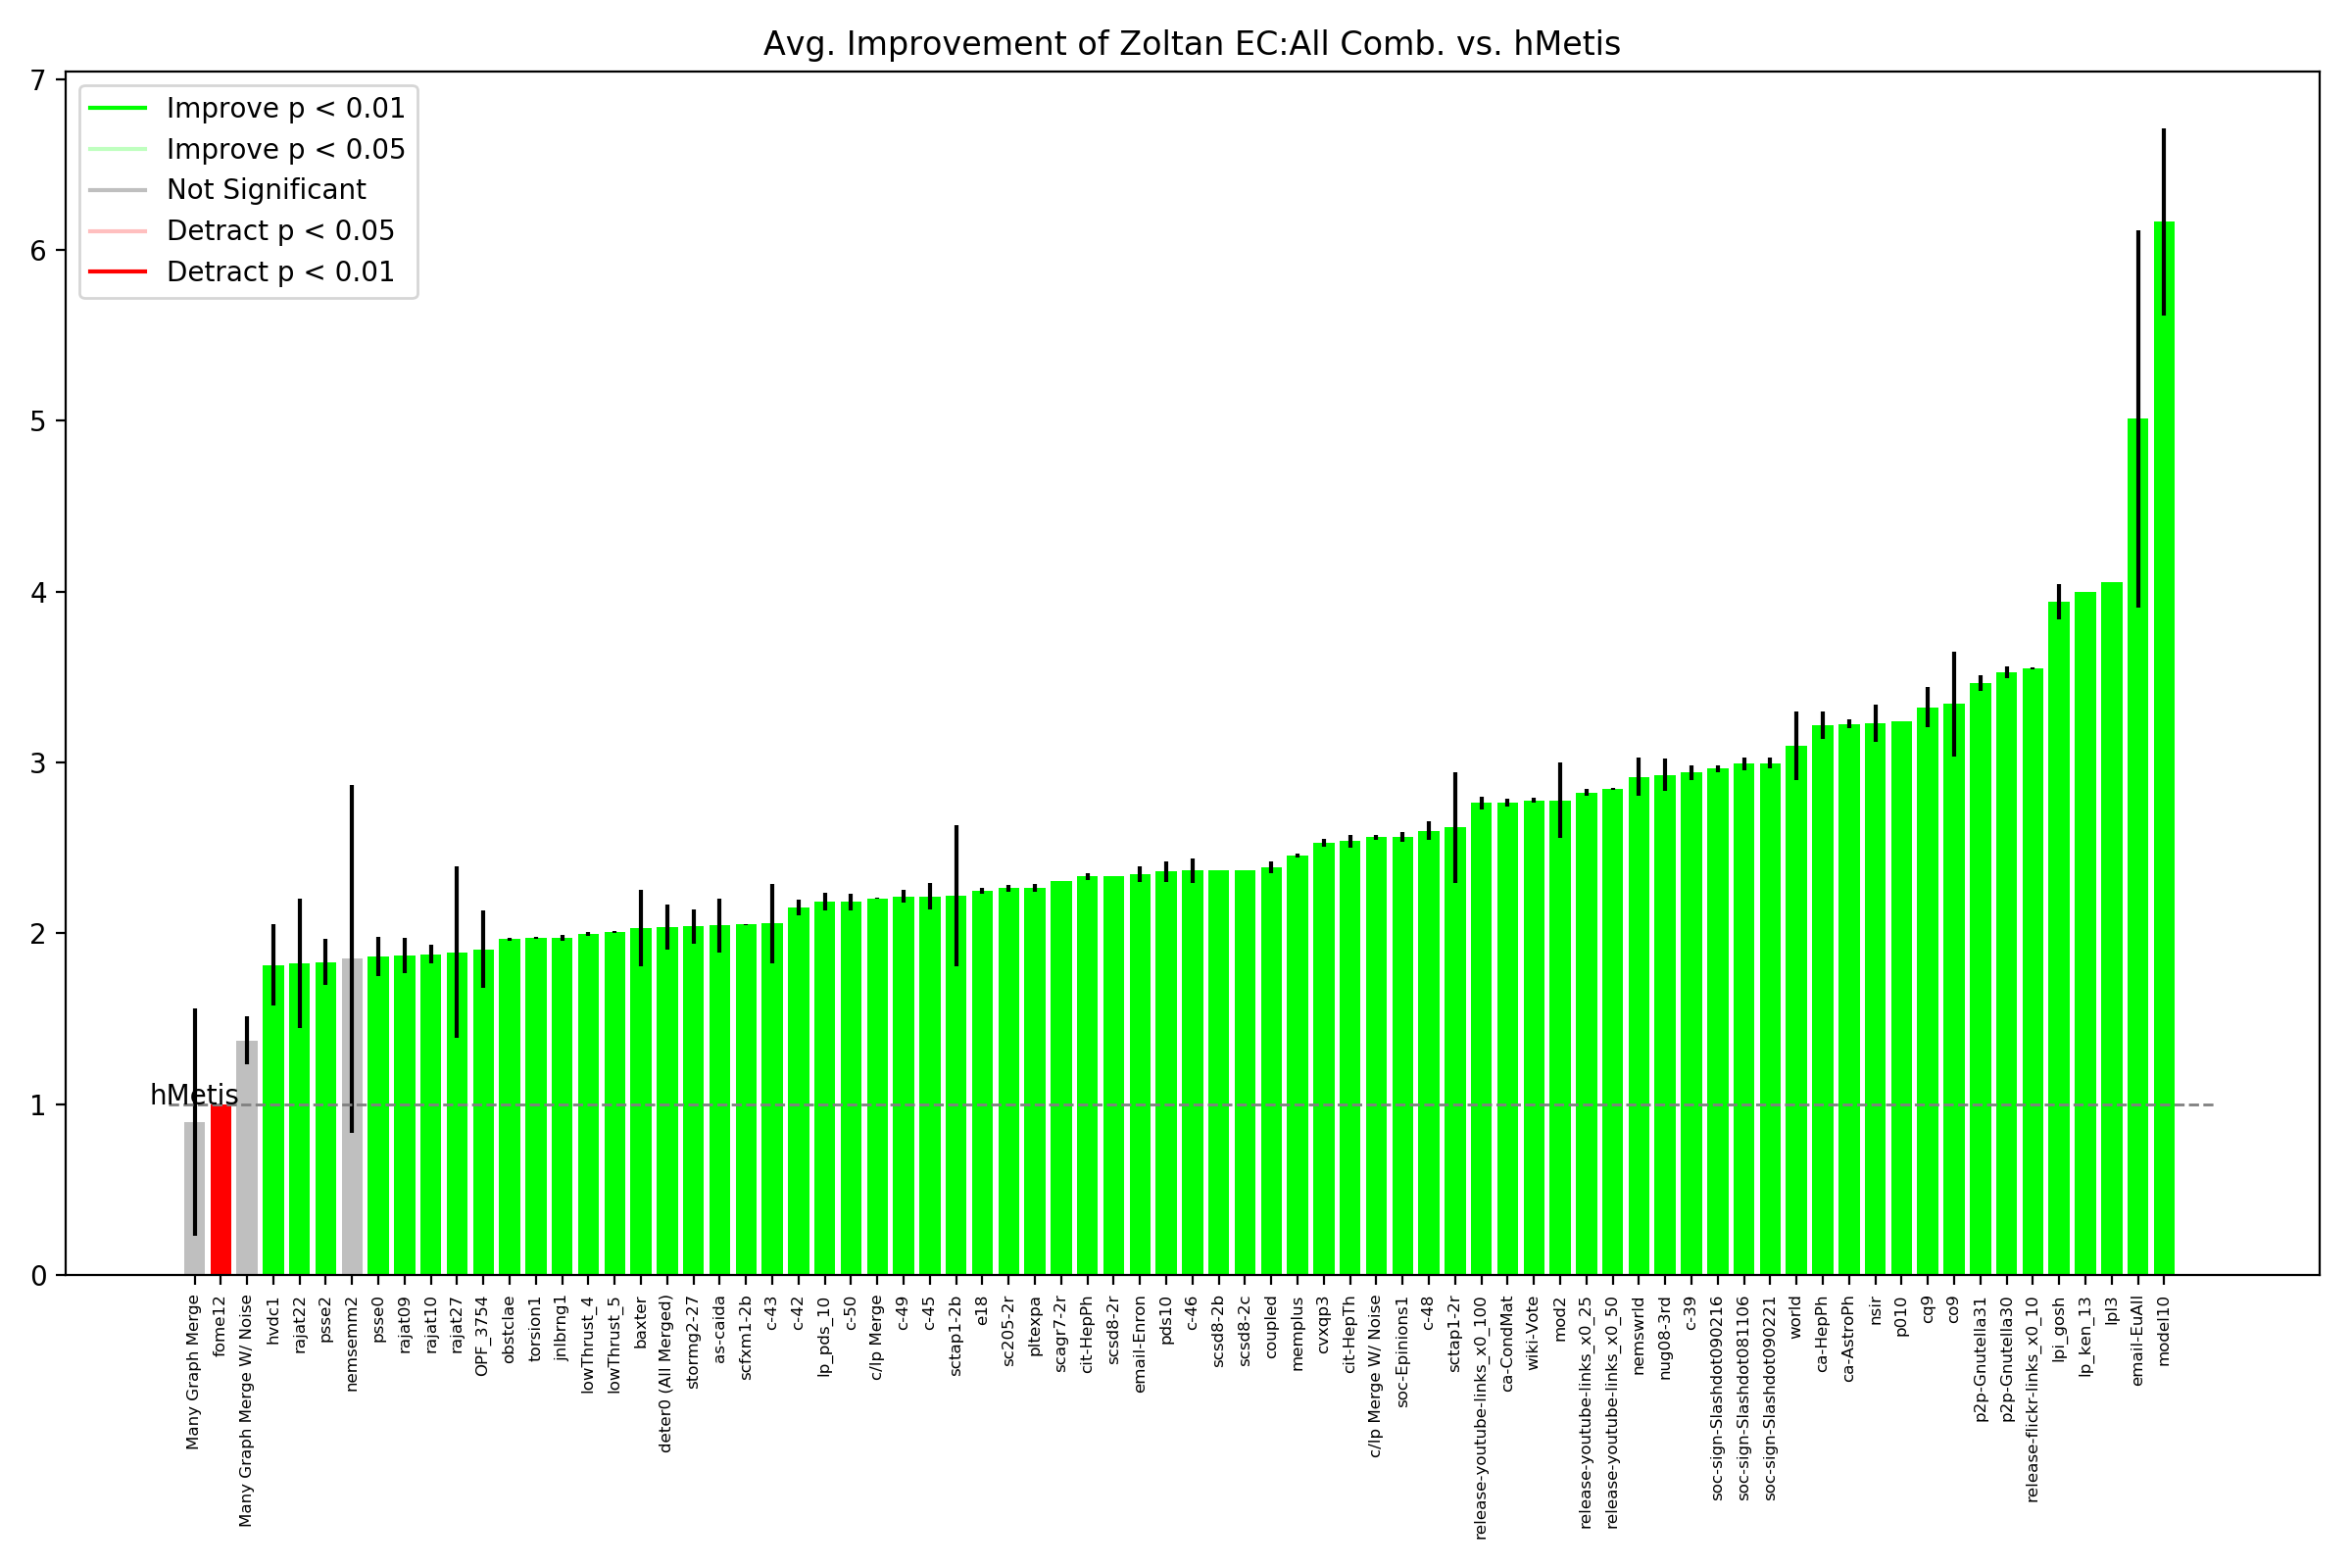 Avg. Improvement of Zoltan EC:All Comb. vs. hMetis
7
6
5
4
3
2
1
0
Improve p < 0.01
Improve p < 0.05
Not Significant
Detract p < 0.05
Detract p < 0.01
hMetis
Many Graph Merge
fome12
Many Graph Merge W/ Noise
hvdc1
rajat22
psse2
nemsemm2
psse0
rajat09
rajat10
rajat27
OPF_3754
obstclae
torsion1
jnlbrng1
lowThrust_4
lowThrust_5
baxter
deter0 (All Merged)
stormg2-27
as-caida
scfxm1-2b
c-43
c-42
lp_pds_10
c-50
c/lp Merge
c-49
c-45
sctap1-2b
e18
sc205-2r
pltexpa
scagr7-2r
cit-HepPh
scsd8-2r
email-Enron
pds10
c-46
scsd8-2b
scsd8-2c
coupled
memplus
cvxqp3
cit-HepTh
c/lp Merge W/ Noise
soc-Epinions1
c-48
sctap1-2r
release-youtube-links_x0_100
ca-CondMat
wiki-Vote
mod2
release-youtube-links_x0_25
release-youtube-links_x0_50
nemswrld
nug08-3rd
c-39
soc-sign-Slashdot090216
soc-sign-Slashdot081106
soc-sign-Slashdot090221
world
ca-HepPh
ca-AstroPh
nsir
p010
cq9
co9
p2p-Gnutella31
p2p-Gnutella30
release-flickr-links_x0_10
lpi_gosh
lp_ken_13
lpl3
email-EuAll
model10